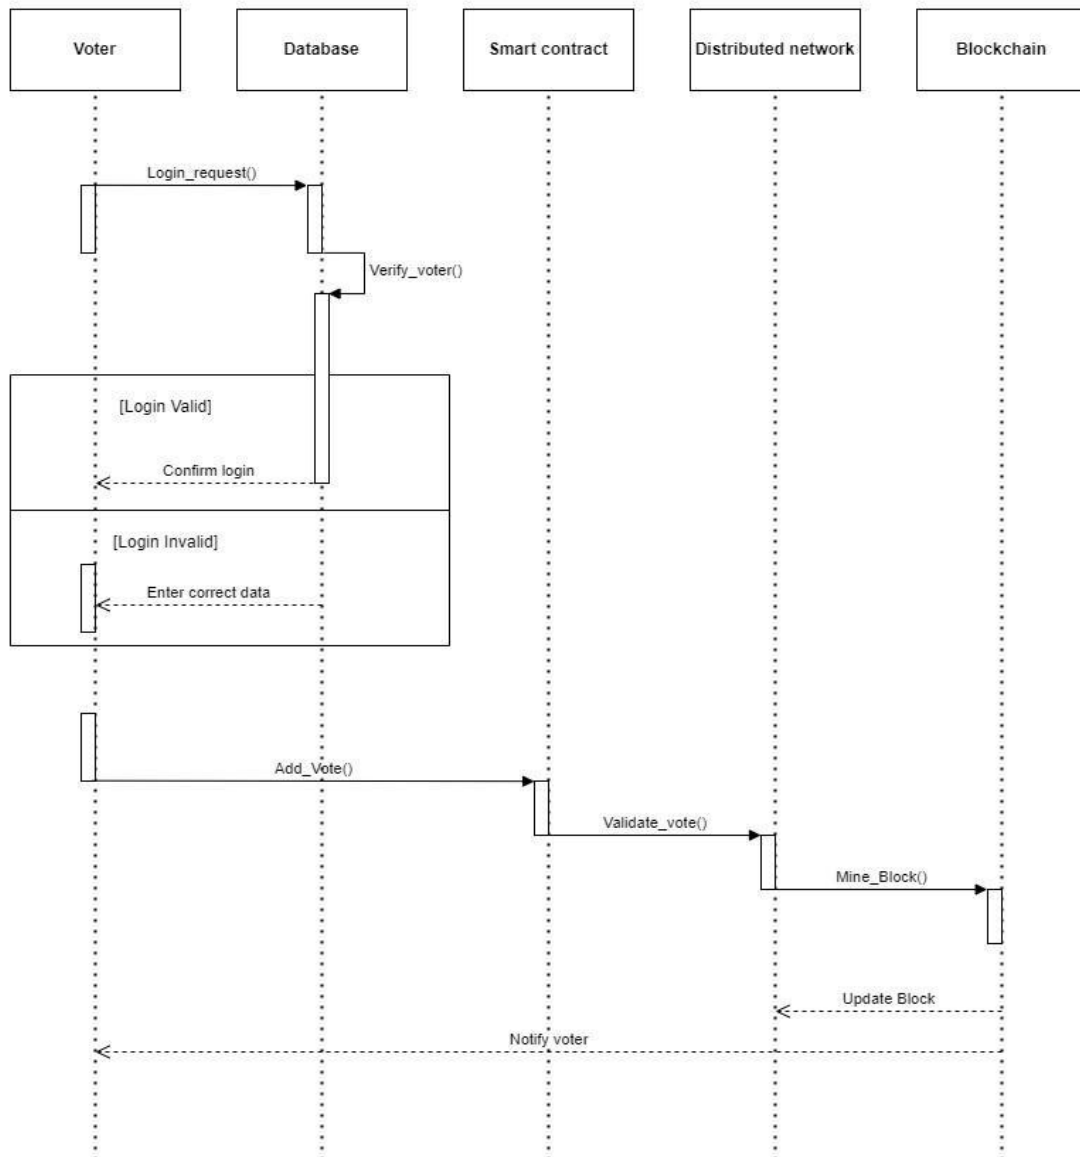 Voter
Database
Smart contract
Distributed network
Blockchain
Login_request()
Verify_voter()
[Login Valid]
Confirm login
[Login Invalid]
Enter correct data
Add_Vote()
Validate_vote()
Mine_Block()
Update Block
Notify voter